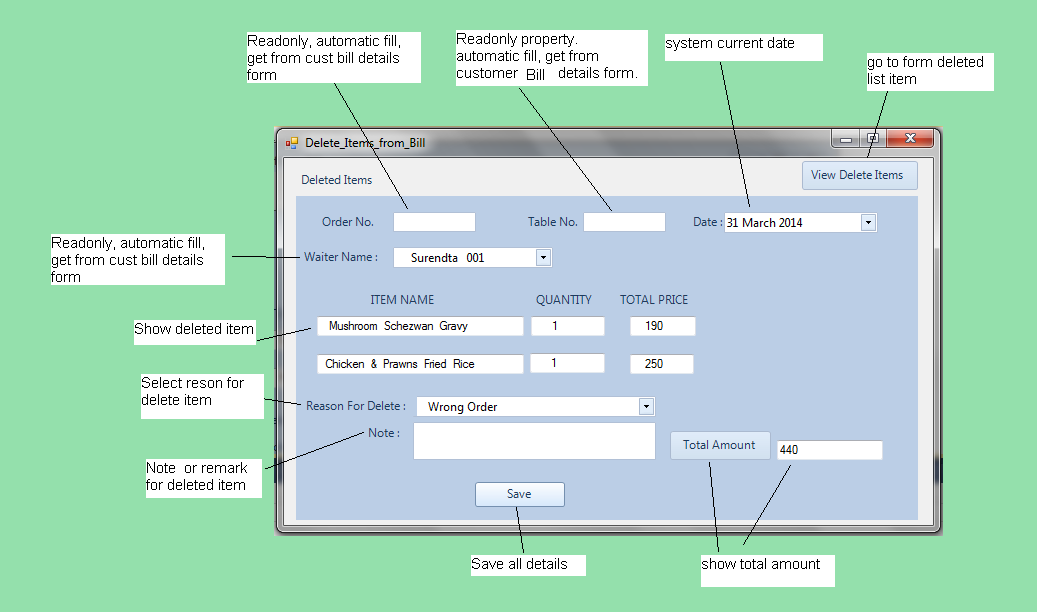 Readonly, automatic fill,
get from cust bill details
form
Readonly property.
automatic fill, get from
customer Bill details form.
system current date
go to form deleted
list item
Delete_Items_from_Bill
Deleted Items
View Delete Items
Order No.
Table No.
Date : 31 March 2014
Readonly, automatic fill,
get from cust bill details
form
Waiter Name : Surendta 001
ITEM NAME QUANTITY TOTAL PRICE
Show deleted item
Mushroom Schezwan Gravy 1 190
Chicken & Prawns Fried Rice 1 250
Select reson for
delete item
Reason For Delete : Wrong Order
Note :
Total Amount 440
Note or remark
for deleted item
Save
Save all details
show total amount